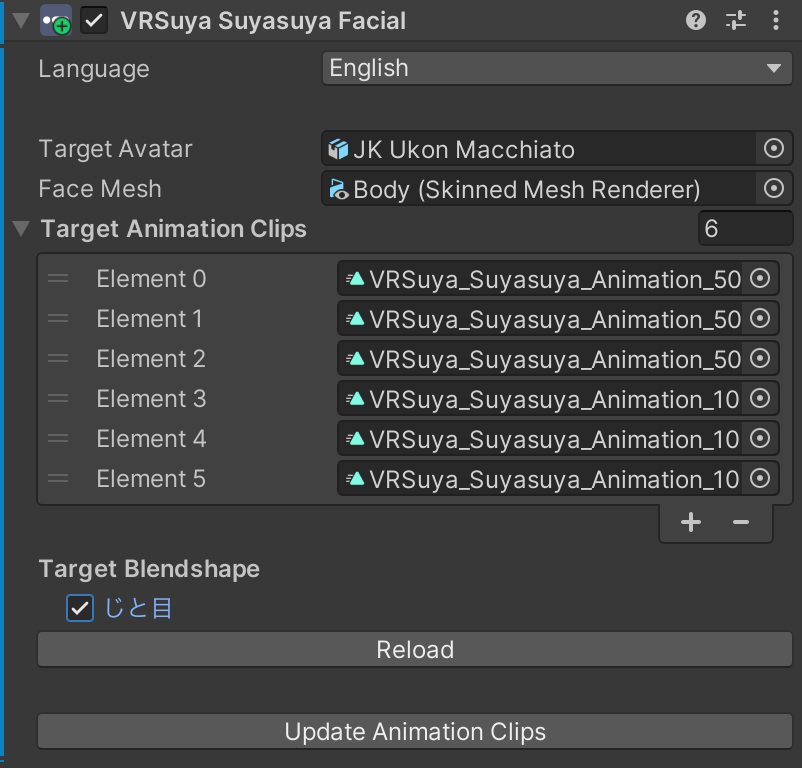 VRSuya Suyasuya Facial
Language English
Target Avatar JK Ukon Macchiato
Face Mesh Body (Skinned Mesh Renderer)
Target Animation Clips 6
Element 0 VRSuya_Suyasuya_Animation_50
Element 1 VRSuya_Suyasuya_Animation_50
Element 2 VRSuya_Suyasuya_Animation_50
Element 3 VRSuya_Suyasuya_Animation_10
Element 4 VRSuya_Suyasuya_Animation_10
Element 5 VRSuya_Suyasuya_Animation_10
Target Blendshape
じと目
Reload
Update Animation Clips